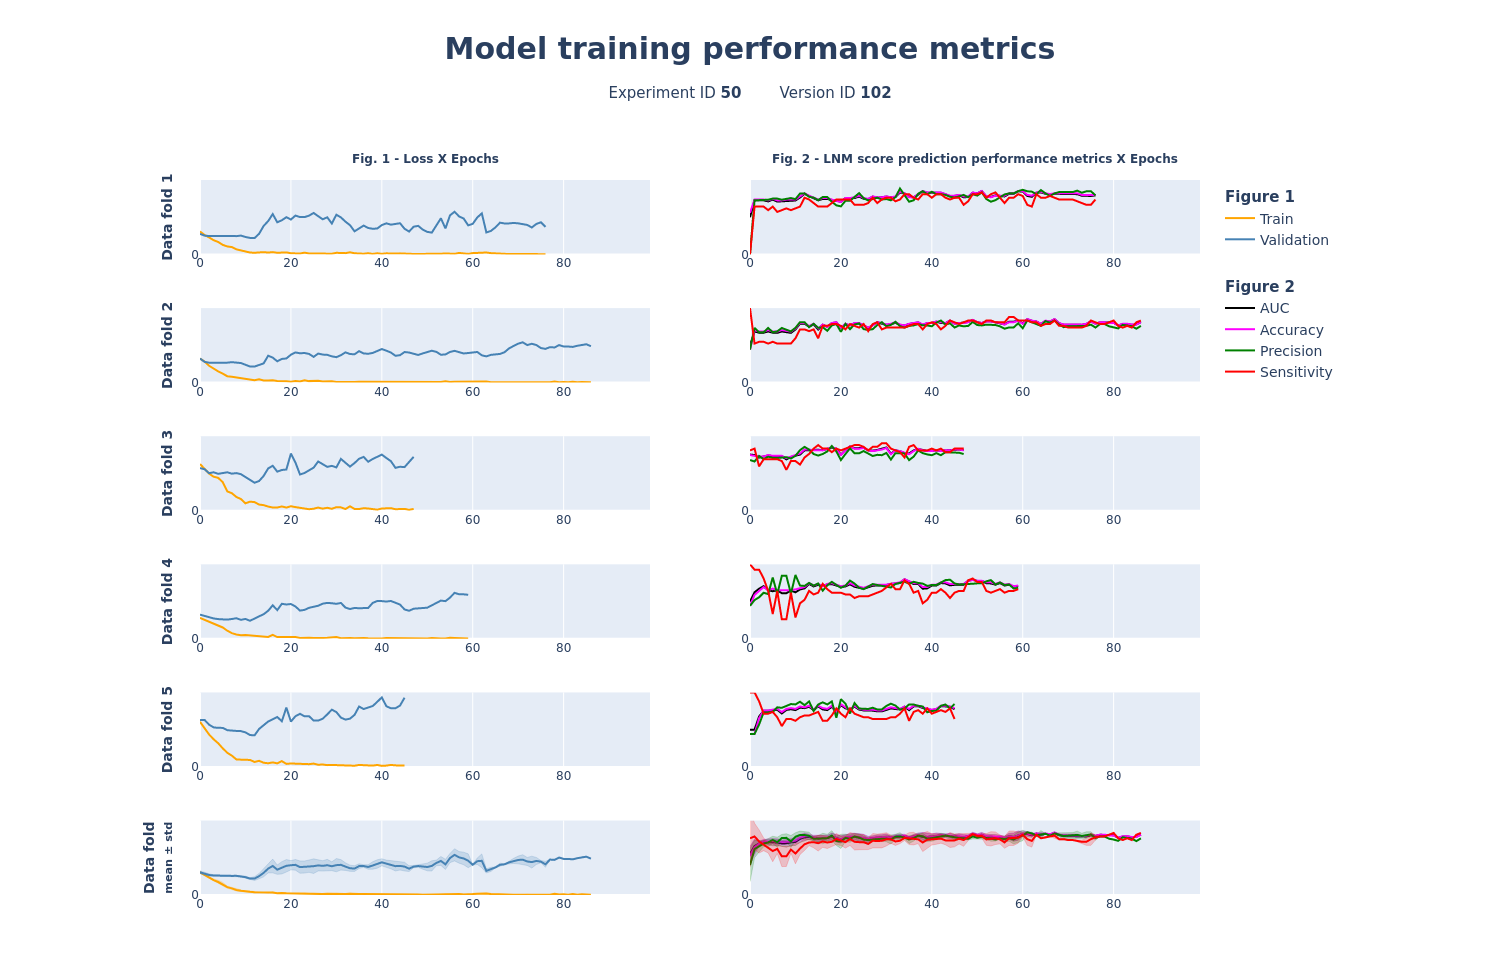 Model training performance metrics
Experiment ID 50 Version ID 102
Fig. 1 - Loss X Epochs
Fig. 2 - LNM score prediction performance metrics X Epochs
Data fold 1
0
0 20 40 60 80
0
0 20 40 60 80
Data fold 2
0
0 20 40 60 80
0
0 20 40 60 80
Data fold 3
0
0 20 40 60 80
0
0 20 40 60 80
Data fold 4
0
0 20 40 60 80
0
0 20 40 60 80
Data fold 5
0
0 20 40 60 80
0
0 20 40 60 80
Data fold
mean ± std
0
0 20 40 60 80
0
0 20 40 60 80
Figure 1
Train
Validation
Figure 2
AUC
Accuracy
Precision
Sensitivity